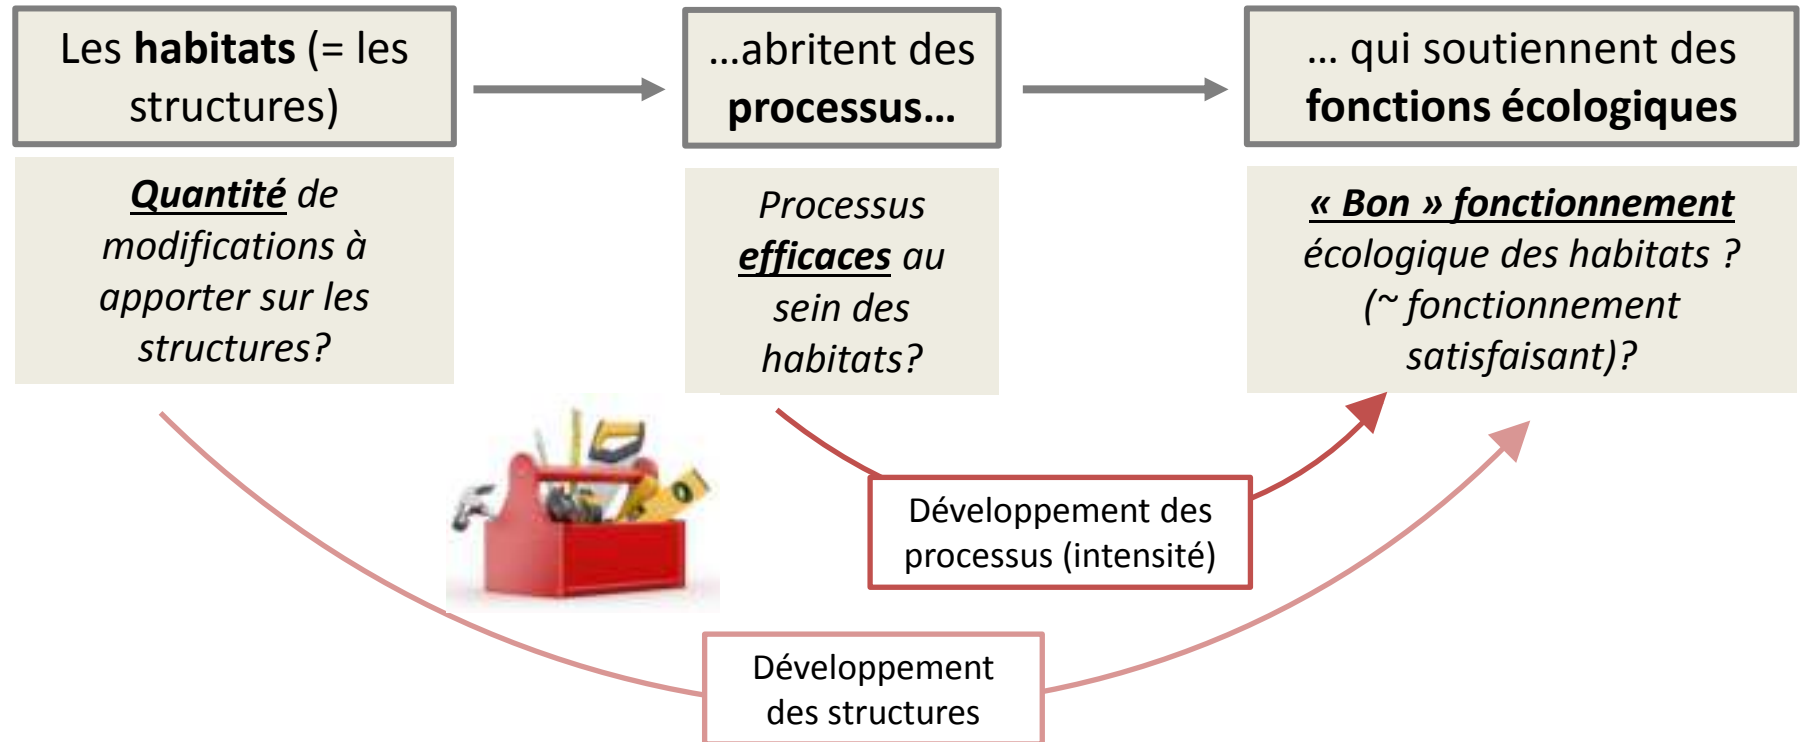 Les habitats (= les
structures)
…abritent des
processus…
… qui soutiennent des
fonctions écologiques
Quantité de
modifications à
apporter sur les
structures?
Processus
efficaces au
sein des
habitats?
« Bon » fonctionnement
écologique des habitats ?
(~ fonctionnement
satisfaisant)?
Développement des
processus (intensité)
Développement
des structures